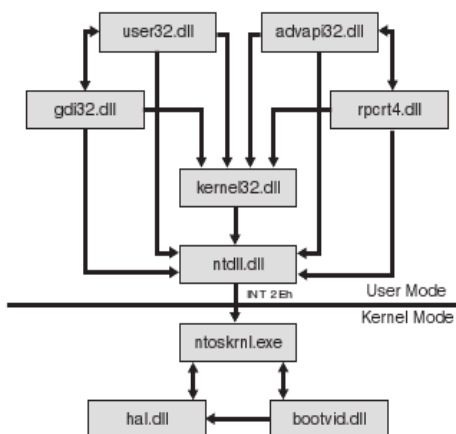 user32.dll
advapi32.dll
gdi32.dll
rpcrt4.dll
kernel32.dll
ntdll.dll
INT 2Eh
User Mode
Kernel Mode
ntoskrnl.exe
hal.dll
bootvid.dll